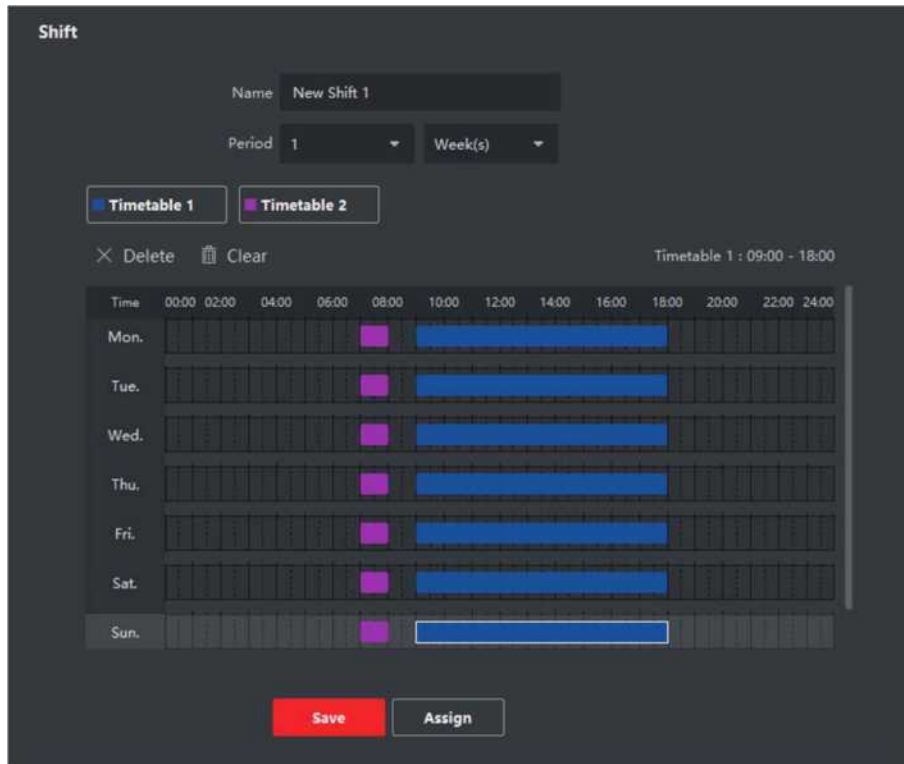 Shift
Name New Shift 1
Period 1 Week(s)
Timetable 1 Timetable 2
Delete Clear Timetable 1 : 09:00 - 18:00
Time 00:00 02:00 04:00 06:00 08:00 10:00 12:00 14:00 16:00 18:00 20:00 22:00 24:00
Mon.
Tue.
Wed.
Thu.
Fri.
Sat.
Sun.
Save Assign